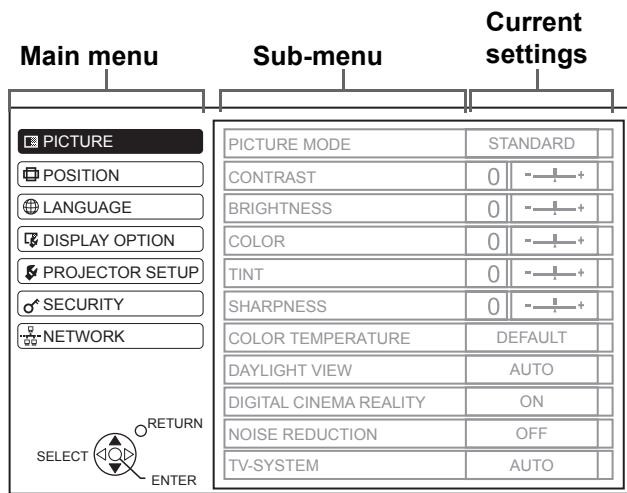 Main menu
Sub-menu
Current
settings
PICTURE
POSITION
LANGUAGE
DISPLAY OPTION
PROJECTOR SETUP
SECURITY
NETWORK
RETURN
SELECT
ENTER
PICTURE MODE STANDARD
CONTRAST 0 - +
BRIGHTNESS 0 - +
COLOR 0 - +
TINT 0 - +
SHARPNESS 0 - +
COLOR TEMPERATURE DEFAULT
DAYLIGHT VIEW AUTO
DIGITAL CINEMA REALITY ON
NOISE REDUCTION OFF
TV-SYSTEM AUTO